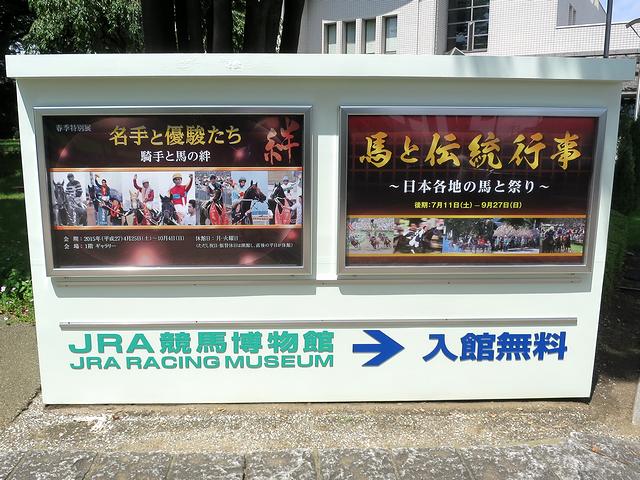 春季特別展
名手と優駿たち
騎手と馬の絆
絆
会 期：2015年(平成27)4月25日(土)～10月4日(日)
休館日：月・火曜日
会 場：1階 ギャラリー
馬と伝統行事
～日本各地の馬と祭り～
後期：7月11日(土)－9月27日(日)
JRA競馬博物館
JRA RACING MUSEUM
入館無料